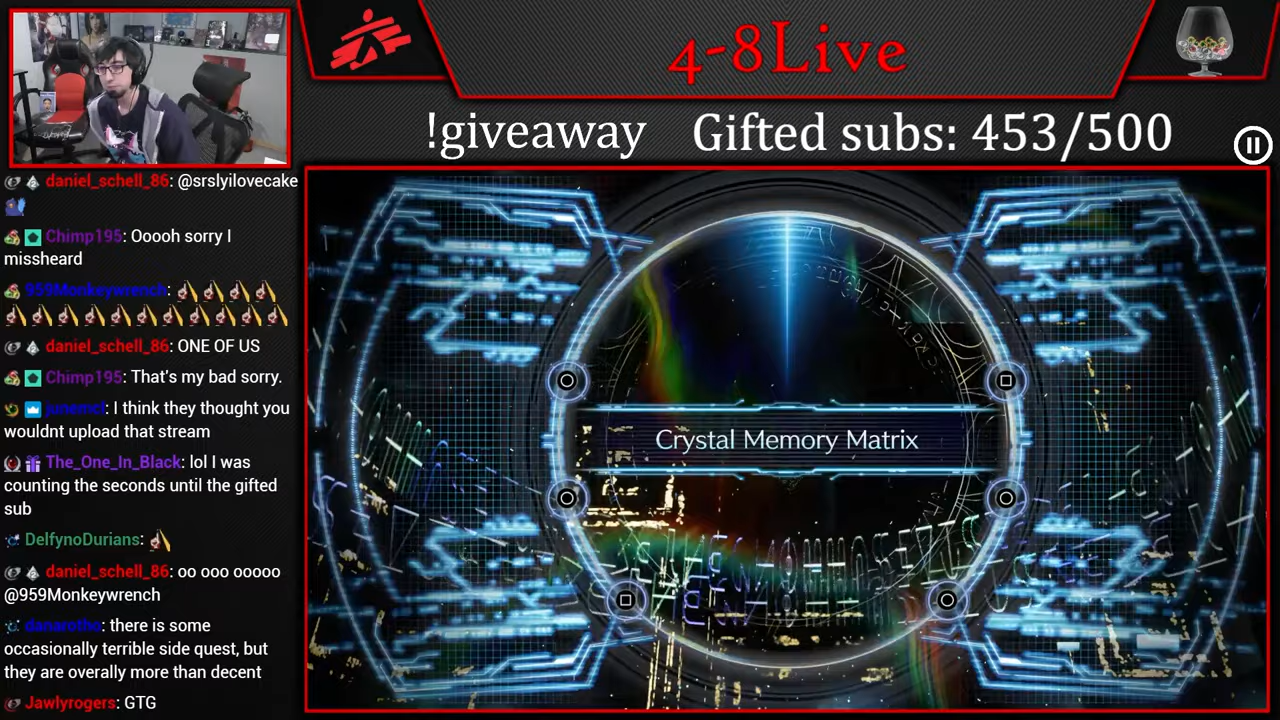 4-8Live
!giveaway
Gifted subs: 453/500
daniel_schell_86: @srslyilovecake
Chimp195: Ooooh sorry I
missheard
959Monkeywrench:
daniel_schell_86: ONE OF US
Chimp195: That's my bad sorry.
junemcl: I think they thought you
wouldnt upload that stream
The_One_In_Black: lol I was
counting the seconds until the gifted
sub
DelfynoDurians:
daniel_schell_86: oo ooo ooooo
@959Monkeywrench
danarotho: there is some
occasionally terrible side quest, but
they are overally more than decent
Jawlyrogers: GTG
Crystal Memory Matrix